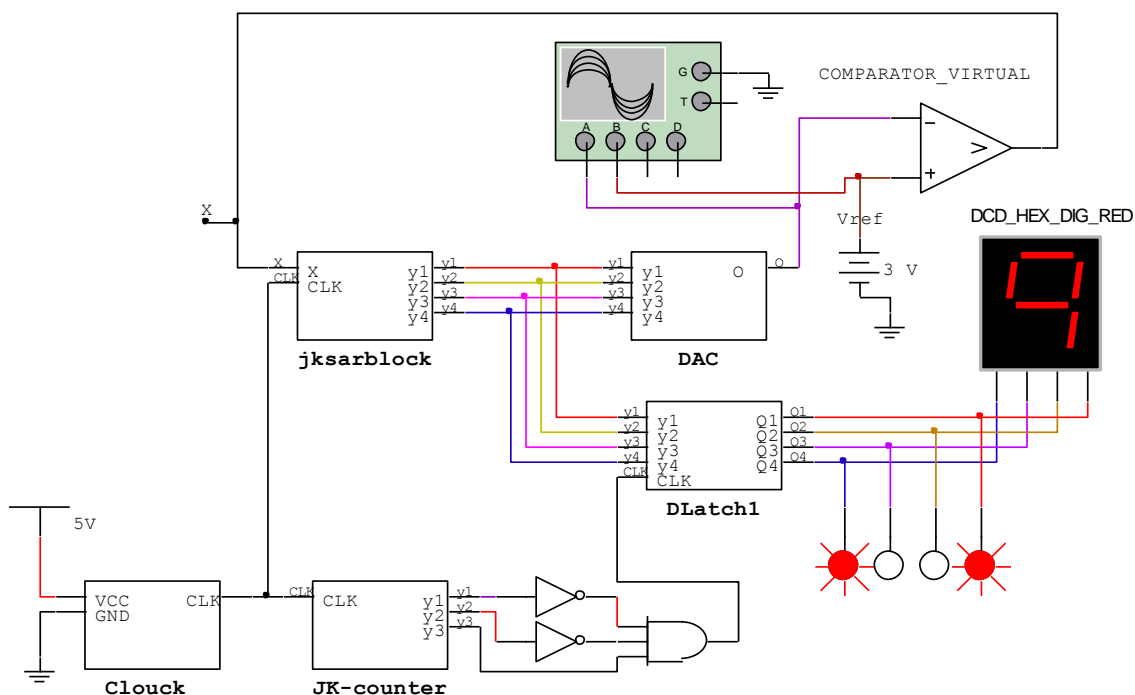 G
COMPARATOR_VIRTUAL
T
A B C D
X
Vref
DCD_HEX_DIG_RED
3 V
X
CLK
X
CLK
y1
y2
y3
y4
y1
y2
y3
y4
y1
y2
y3
y4
y1
y2
y3
y4
O
O
jksarblock
DAC
y1
y2
y3
y4
CLK
y1
y2
y3
y4
CLK
Q1
Q2
Q3
Q4
O1
O2
O3
O4
DLatch1
5V
VCC
GND
CLK
CLK
CLK
y1
y2
y3
y1
y2
y3
Clouck
JK-counter
9